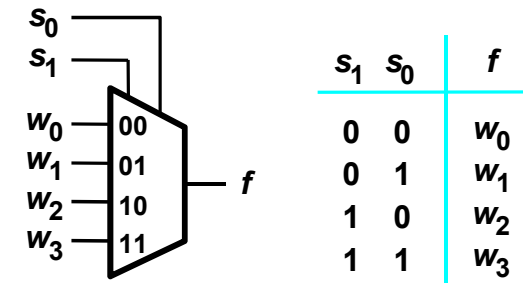 s₀
s₁
w₀ 00
w₁ 01
w₂ 10
w₃ 11
f
s₁ s₀ f
0 0 w₀
0 1 w₁
1 0 w₂
1 1 w₃